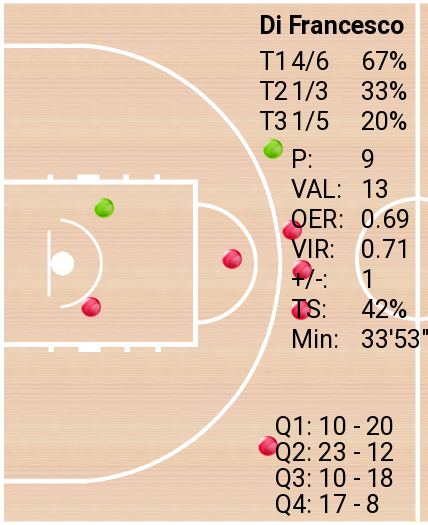 Di Francesco
T1 4/6 67%
T2 1/3 33%
T3 1/5 20%
P: 9
VAL: 13
OER: 0.69
VIR: 0.71
+/-: 1
TS: 42%
Min: 33'53"
Q1: 10 - 20
Q2: 23 - 12
Q3: 10 - 18
Q4: 17 - 8